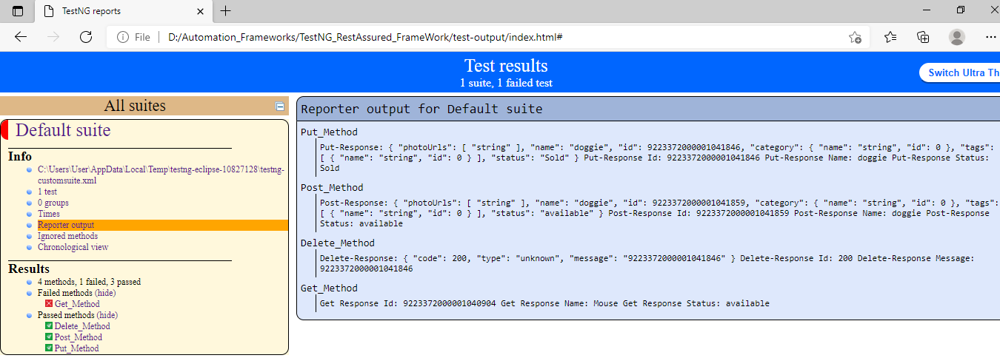 TestNG reports
File
D:/Automation_Frameworks/TestNG_RestAssured_FrameWork/test-output/index.html#
Test results
1 suite, 1 failed test
Switch Ultra Th
All suites
Default suite
Info
C:\Users\User\AppData\Local\Temp\testng-eclipse-10827128\testng-
customsuite.xml
1 test
0 groups
Times
Reporter output
Ignored methods
Chronological view
Results
4 methods, 1 failed, 3 passed
Failed methods (hide)
Get_Method
Passed methods (hide)
Delete_Method
Post_Method
Put_Method
Reporter output for Default suite
Put_Method
Put-Response: { "photoUrls": [ "string" ], "name": "doggie", "id": 9223372000001041846, "category": { "name": "string", "id": 0 }, "tags":
[ { "name": "string", "id": 0 } ], "status": "Sold" } Put-Response Id: 9223372000001041846 Put-Response Name: doggie Put-Response Status:
Sold
Post_Method
Post-Response: { "photoUrls": [ "string" ], "name": "doggie", "id": 9223372000001041859, "category": { "name": "string", "id": 0 }, "tags":
[ { "name": "string", "id": 0 } ], "status": "available" } Post-Response Id: 9223372000001041859 Post-Response Name: doggie Post-Response
Status: available
Delete_Method
Delete-Response: { "code": 200, "type": "unknown", "message": "9223372000001041846" } Delete-Response Id: 200 Delete-Response Message:
9223372000001041846
Get_Method
Get Response Id: 9223372000001040904 Get Response Name: Mouse Get Response Status: available